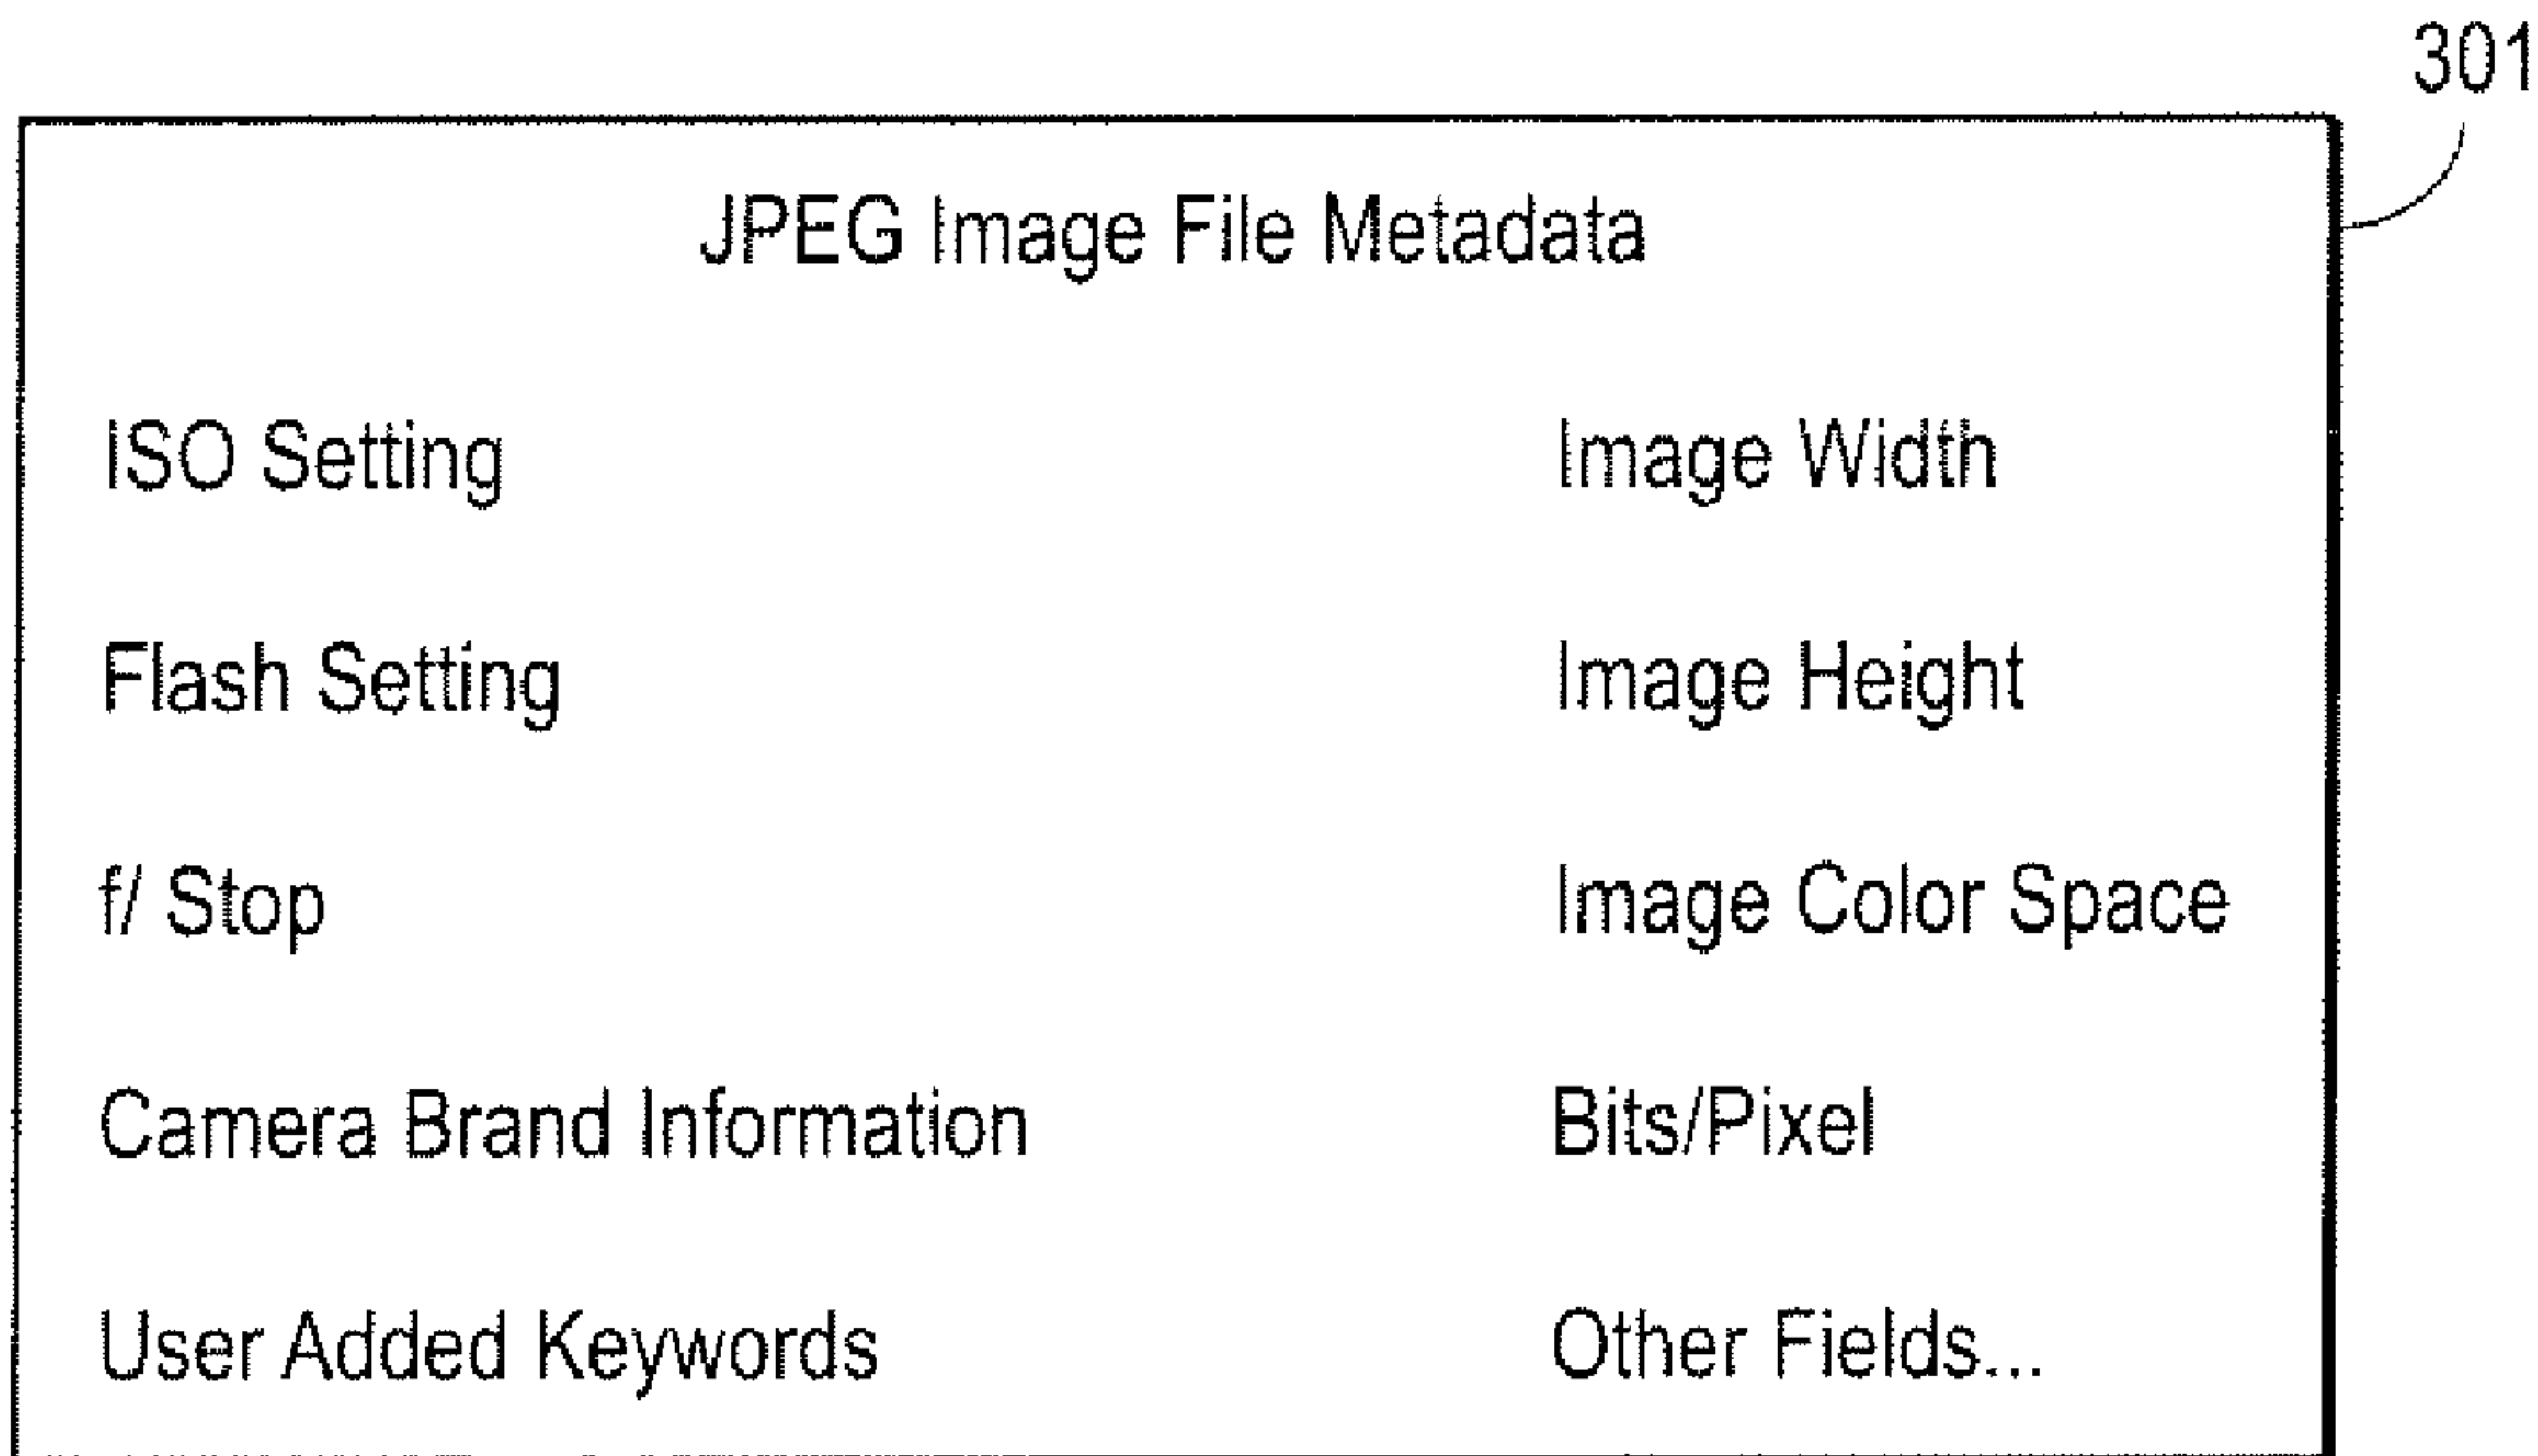 301
JPEG Image File Metadata
ISO Setting Image Width
Flash Setting Image Height
f/ Stop Image Color Space
Camera Brand Information Bits/Pixel
User Added Keywords Other Fields...